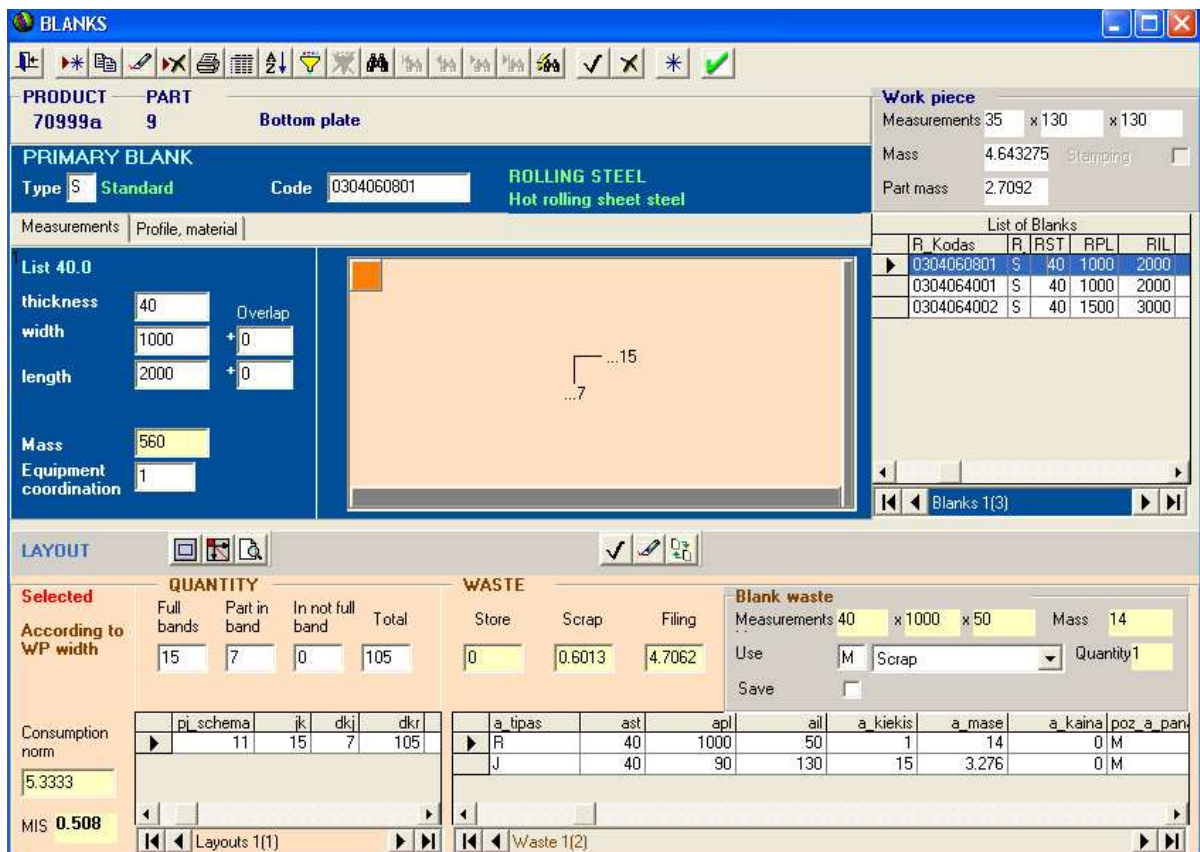 BLANKS
PRODUCT PART
70999a 9 Bottom plate
Work piece
Measurements 35 x 130 x 130
Mass 4.643275 Stamping
Part mass 2.7092
PRIMARY BLANK
Type S Standard Code 0304060801
ROLLING STEEL
Hot rolling sheet steel
Measurements Profile, material
List of Blanks
R_Kodas R_ RST RPL RIL
0304060801 S 40 1000 2000
0304064001 S 40 1000 2000
0304064002 S 40 1500 3000
Blanks 1(3)
1
List 40.0
thickness 40
Overlap
width 1000 + 0
length 2000 + 0
Mass 560
Equipment coordination 1
...15
...7
LAYOUT
Selected
According to
WP width
QUANTITY
Full bands Part in band In not full band Total
15 7 0 105
WASTE
Store Scrap Filing
0 0.6013 4.7062
Blank waste
Measurements 40 x 1000 x 50 Mass 14
Use M Scrap Quantity 1
Save
Consumption
norm
5.3333
MIS 0.508
pj_schema jk dkj dkr
11 15 7 105
Layouts 1(1)
a_tipas ast apl ail a_kiekis a_mase a_kaina poz_a_pan
R 40 1000 50 1 14 0 M
J 40 90 130 15 3.276 0 M
Waste 1(2)